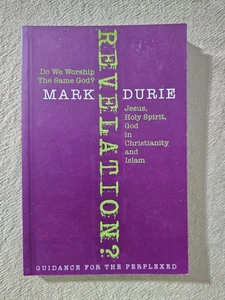 REVELATION?
Do We Worship
The Same God?
MARK DURIE
Jesus,
Holy Spirit,
God
in
Christianity
and
Islam
GUIDANCE FOR THE PERPLEXED